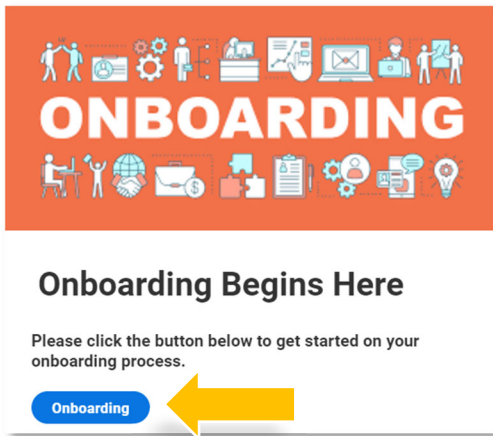 ONBOARDING
Onboarding Begins Here
Please click the button below to get started on your
onboarding process.
Onboarding